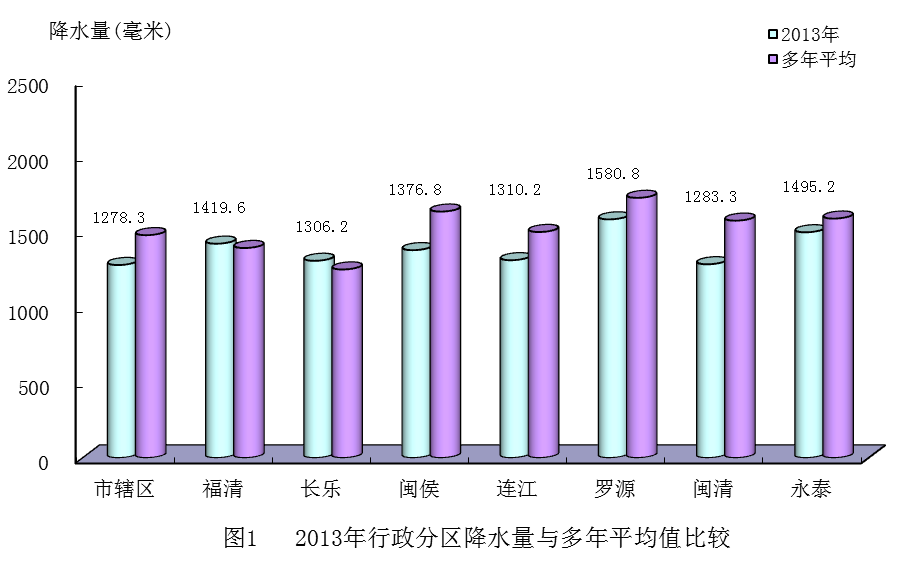 降水量(毫米)
2013年
多年平均
2500
2000
1500
1000
500
0
1278.3
1419.6
1306.2
1376.8
1310.2
1580.8
1283.3
1495.2
市辖区 福清 长乐 闽侯 连江 罗源 闽清 永泰
图1 2013年行政分区降水量与多年平均值比较